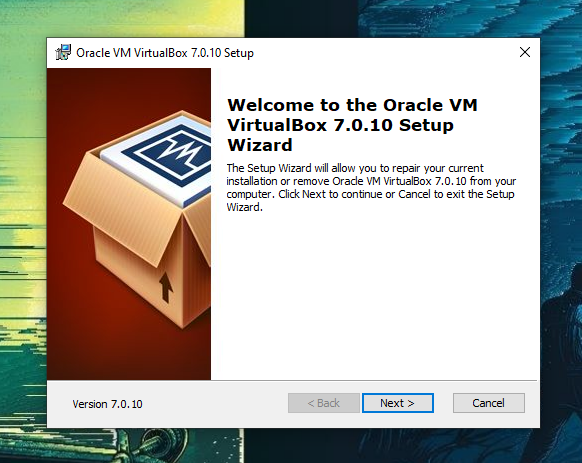 Oracle VM VirtualBox 7.0.10 Setup
Welcome to the Oracle VM
VirtualBox 7.0.10 Setup
Wizard
The Setup Wizard will allow you to repair your current
installation or remove Oracle VM VirtualBox 7.0.10 from your
computer. Click Next to continue or Cancel to exit the Setup
Wizard.
Version 7.0.10
< Back
Next >
Cancel